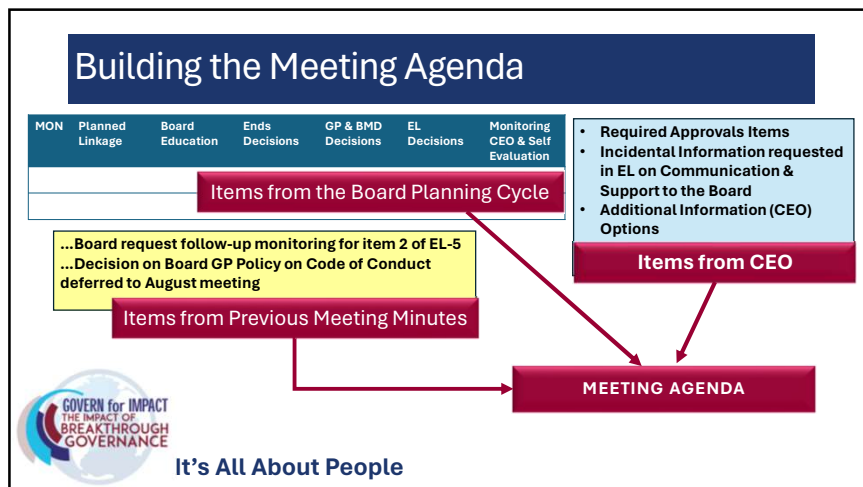 Building the Meeting Agenda
MON
Planned
Linkage
Board
Education
Ends
Decisions
GP & BMD
Decisions
EL
Decisions
Monitoring
CEO & Self
Evaluation
Items from the Board Planning Cycle
• Required Approvals Items
• Incidental Information requested
in EL on Communication &
Support to the Board
• Additional Information (CEO)
Options
Items from CEO
...Board request follow-up monitoring for item 2 of EL-5
...Decision on Board GP Policy on Code of Conduct
deferred to August meeting
Items from Previous Meeting Minutes
MEETING AGENDA
GOVERN for IMPACT
THE IMPACT OF
BREAKTHROUGH
GOVERNANCE
It's All About People